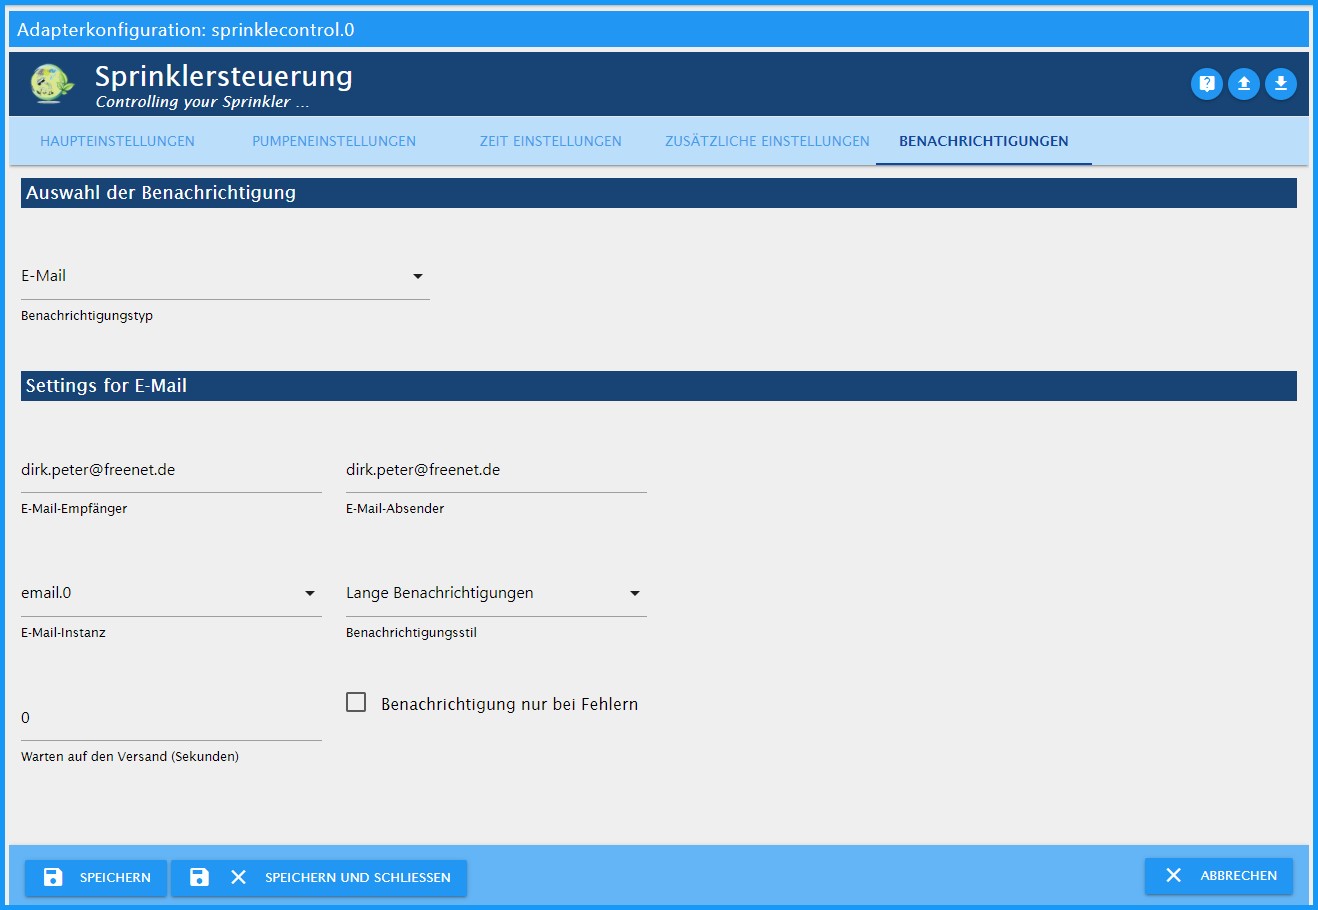 Adapterkonfiguration: sprinklecontrol.0
Sprinklersteuerung
Controlling your Sprinkler ...
HAUPTEINSTELLUNGEN PUMPENEINSTELLUNGEN ZEIT EINSTELLUNGEN ZUSÄTZLICHE EINSTELLUNGEN BENACHRICHTIGUNGEN
Auswahl der Benachrichtigung
E-Mail
Benachrichtigungstyp
Settings for E-Mail
dirk.peter@freenet.de dirk.peter@freenet.de
E-Mail-Empfänger E-Mail-Absender
email.0 Lange Benachrichtigungen
E-Mail-Instanz Benachrichtigungsstil
Benachrichtigung nur bei Fehlern
0
Warten auf den Versand (Sekunden)
SPEICHERN SPEICHERN UND SCHLIESSEN ABBRECHEN